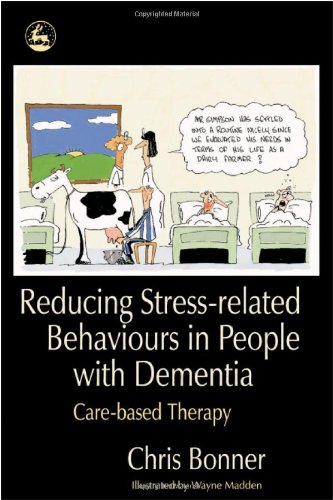 MR SIMPSON HAS SETTLED
INTO A ROUTINE NICELY SINCE
WE EVALUATED HIS NEEDS IN
TERMS OF HIS LIFE AS A
DAIRY FARMER!
Reducing Stress-related
Behaviours in People
with Dementia
Care-based Therapy
Chris Bonner
Illustrated by Wayne Madden